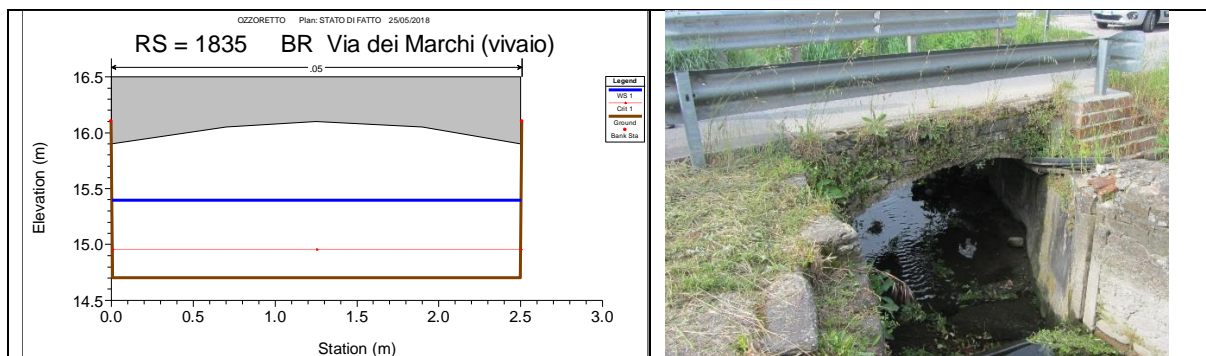 OZZORETTO Plan: STATO DI FATTO 25/05/2018
RS = 1835 BR Via dei Marchi (vivaio)
.05
16.5
16.0
15.5
15.0
14.5
Elevation (m)
0.0 0.5 1.0 1.5 2.0 2.5 3.0
Station (m)
Legend
WS 1
Crit 1
Ground
Bank Sta